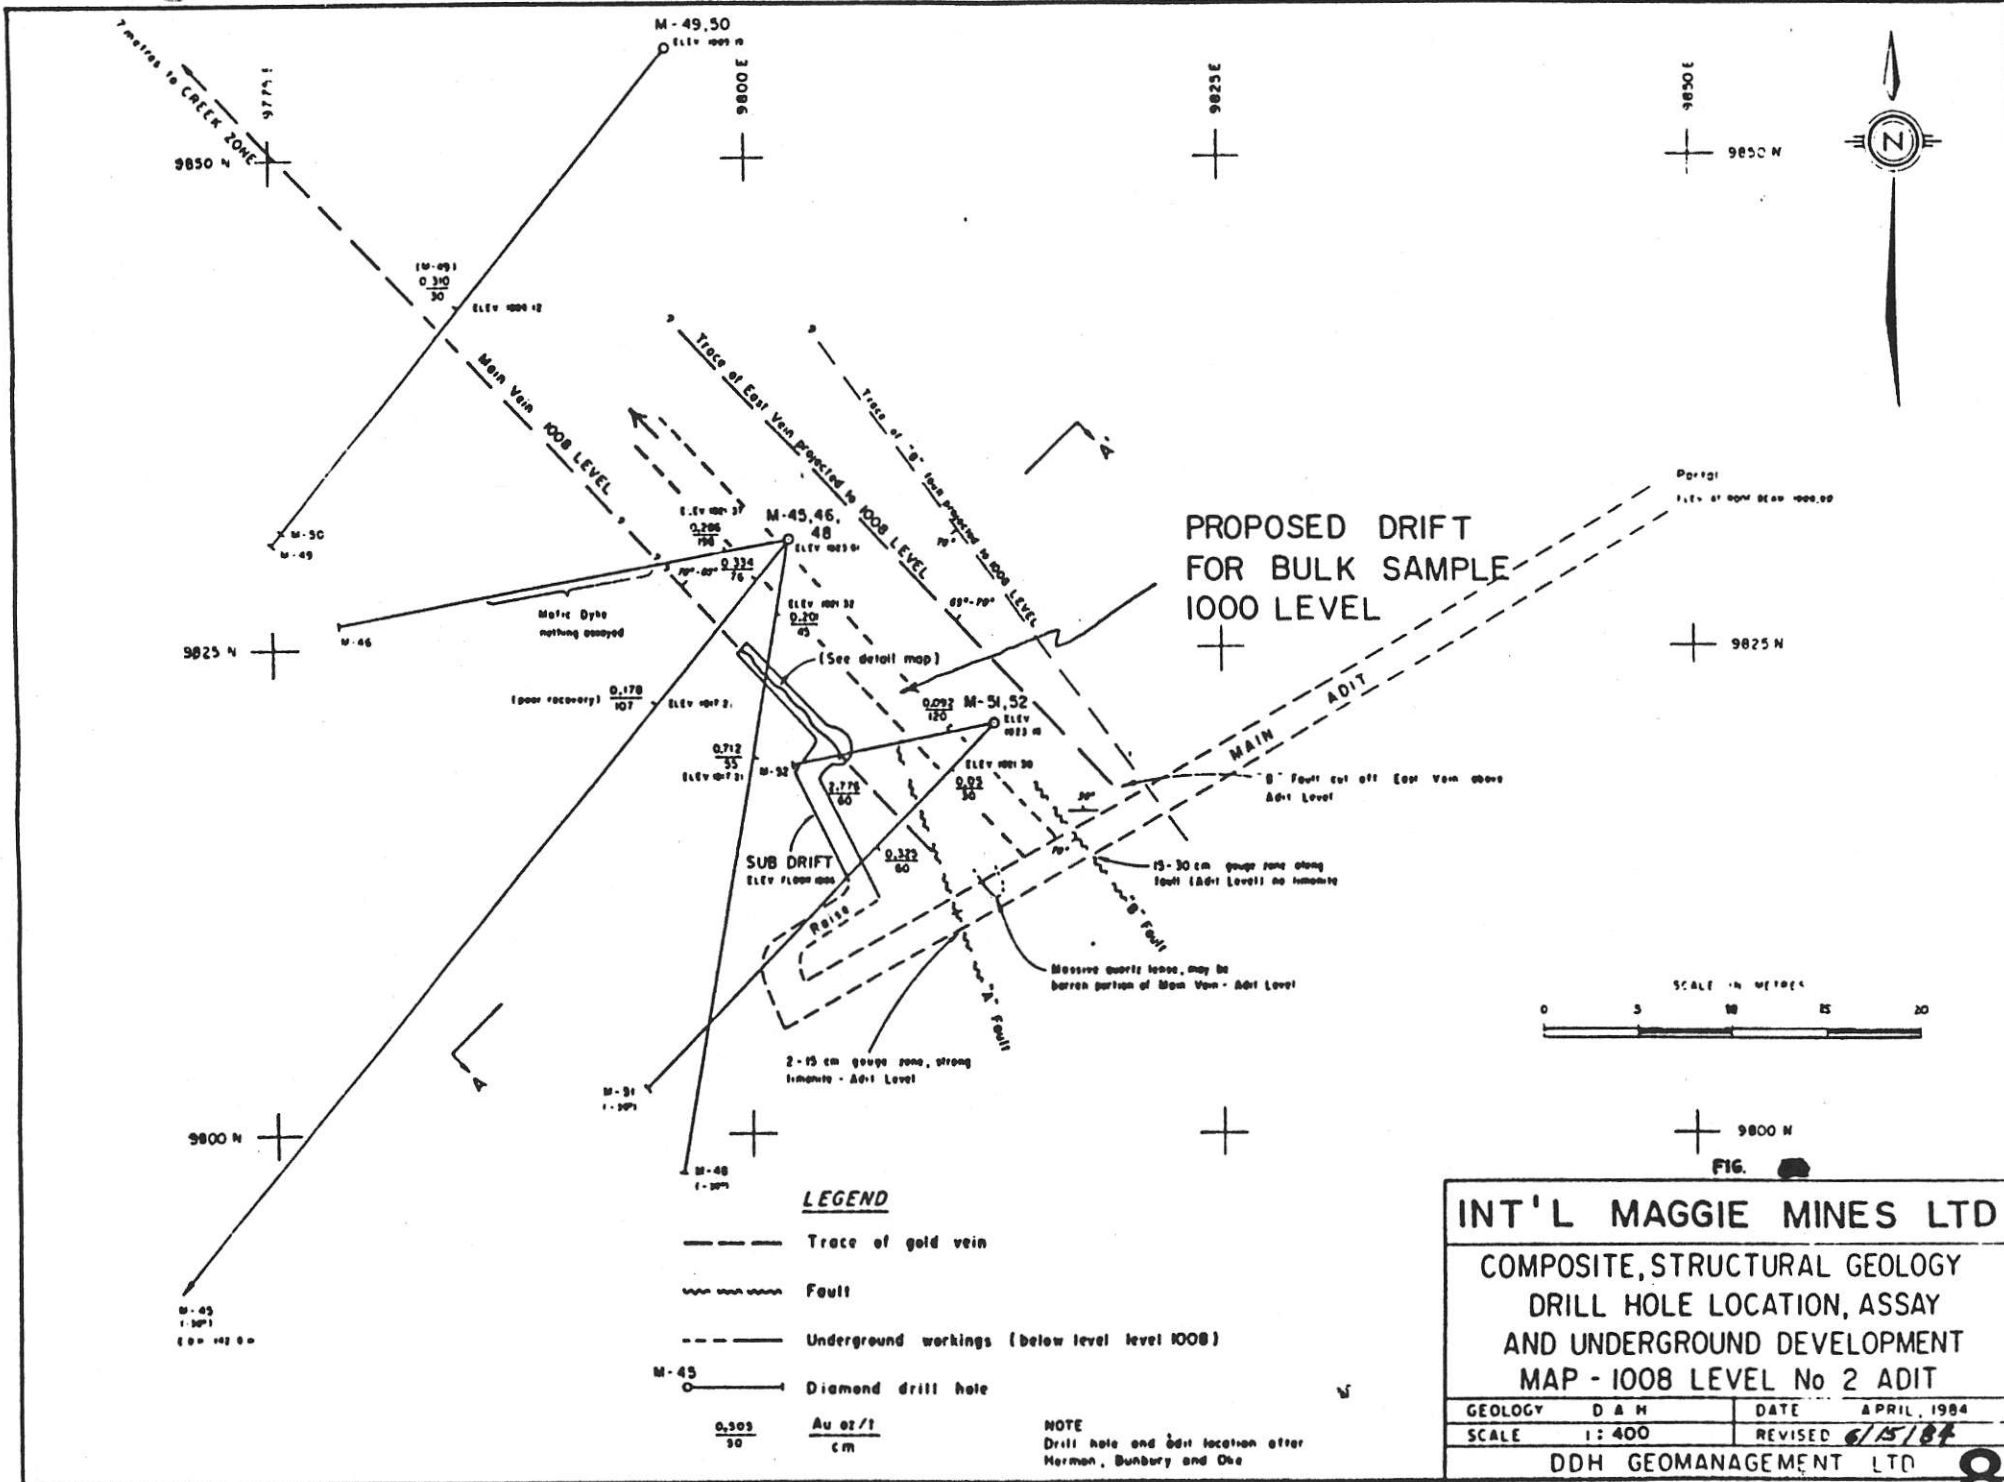 M-49,50
7 metres to CREEK ZONE
9775 E
9800 E
9825 E
9850 E
N
9850 N
9850 N
(M-49)
0.310
30
Main Vein 1008 LEVEL
Trace of East Vein projected to 1008 LEVEL
Trace of "B" fault projected to 1008 LEVEL
A'
Portal
M-50
M-49
0.286
198
M-45,46,
48
0.334
76
70°
69°-70°
PROPOSED DRIFT
FOR BULK SAMPLE
1000 LEVEL
0.201
45
Mafic Dyke
nothing assayed
M-46
9825 N
9825 N
(See detail map)
(poor recovery)
0.178
107
0.092
120
M-51,52
ELEV
MAIN ADIT
0.712
55
M-52
2.776
60
0.05
30
"B" Fault cut off East Vein above
Adit Level
SUB DRIFT
0.325
60
70°
15-30 cm gouge zone along
fault (Adit Level) no limonite
Raise
"B" Fault
Massive quartz lense, may be
barren portion of Main Vein - Adit Level
"A" Fault
SCALE IN METRES
0 5 10 15 20
A
2-15 cm gouge zone, strong
limonite - Adit Level
M-51
9800 N
9800 N
M-48
FIG.
LEGEND
Trace of gold vein
Fault
Underground workings (below level level 1008)
M-45
Diamond drill hole
0.505
30
Au oz/t
cm
NOTE
Drill hole and adit location after
Hermon, Bunbury and Oke
M-45
INT'L MAGGIE MINES LTD
COMPOSITE, STRUCTURAL GEOLOGY
DRILL HOLE LOCATION, ASSAY
AND UNDERGROUND DEVELOPMENT
MAP - 1008 LEVEL No 2 ADIT
GEOLOGY D A H DATE APRIL, 1984
SCALE 1:400 REVISED 6/15/84
DDH GEOMANAGEMENT LTD
8